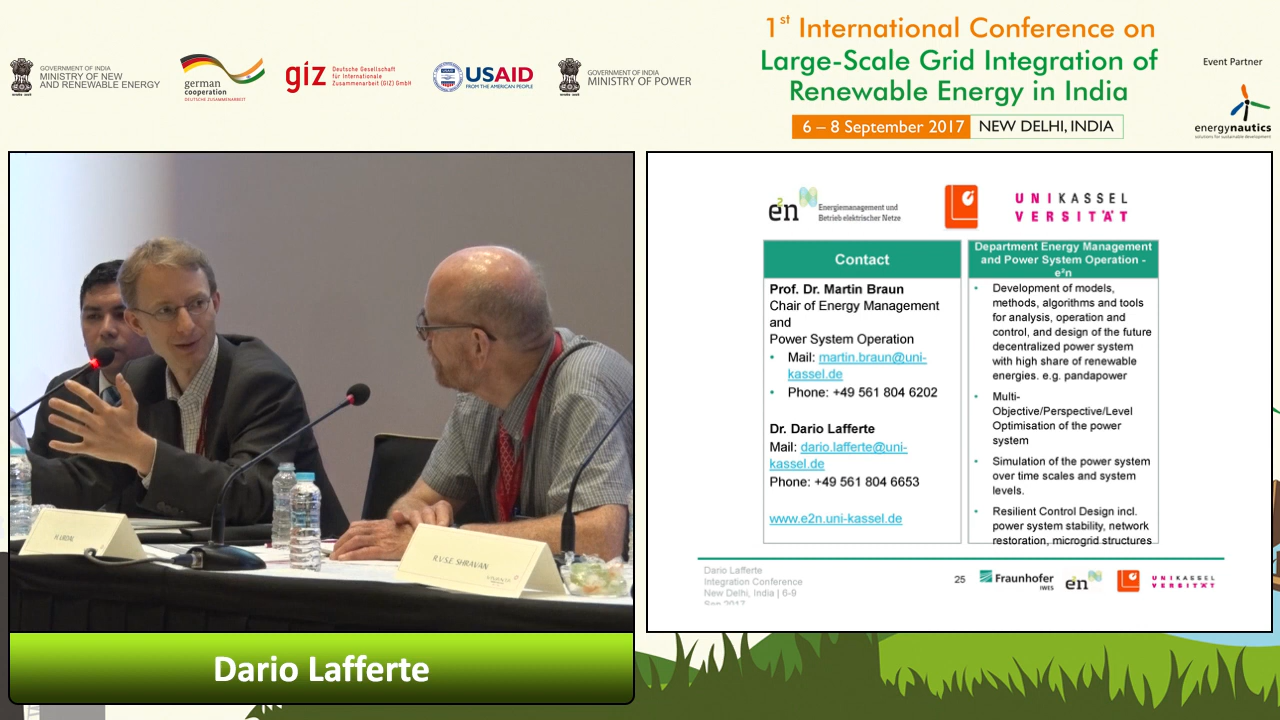 GOVERNMENT OF INDIA
MINISTRY OF NEW
AND RENEWABLE ENERGY
german
cooperation
DEUTSCHE ZUSAMMENARBEIT
giz
Deutsche Gesellschaft
für Internationale
Zusammenarbeit (GIZ) GmbH
USAID
FROM THE AMERICAN PEOPLE
GOVERNMENT OF INDIA
MINISTRY OF POWER
1st International Conference on
Large-Scale Grid Integration of
Renewable Energy in India
6 – 8 September 2017 NEW DELHI, INDIA
Event Partner
energynautics
solutions for sustainable development
R.V.S.E. SHRAVAN
Dario Lafferte
e2n
Energiemanagement und
Betrieb elektrischer Netze
UNIKASSEL
VERSITÄT
Contact
Prof. Dr. Martin Braun
Chair of Energy Management
and
Power System Operation
• Mail: martin.braun@uni-
kassel.de
• Phone: +49 561 804 6202
Dr. Dario Lafferte
Mail: dario.lafferte@uni-
kassel.de
Phone: +49 561 804 6653
www.e2n.uni-kassel.de
Department Energy Management
and Power System Operation -
e²n
• Development of models,
methods, algorithms and tools
for analysis, operation and
control, and design of the future
decentralized power system
with high share of renewable
energies. e.g. pandapower
• Multi-
Objective/Perspective/Level
Optimisation of the power
system
• Simulation of the power system
over time scales and system
levels.
• Resilient Control Design incl.
power system stability, network
restoration, microgrid structures
Dario Lafferte
Integration Conference
New Delhi, India | 6-9
Sep 2017
25
Fraunhofer
IWES
e2n
UNIKASSEL
VERSITÄT